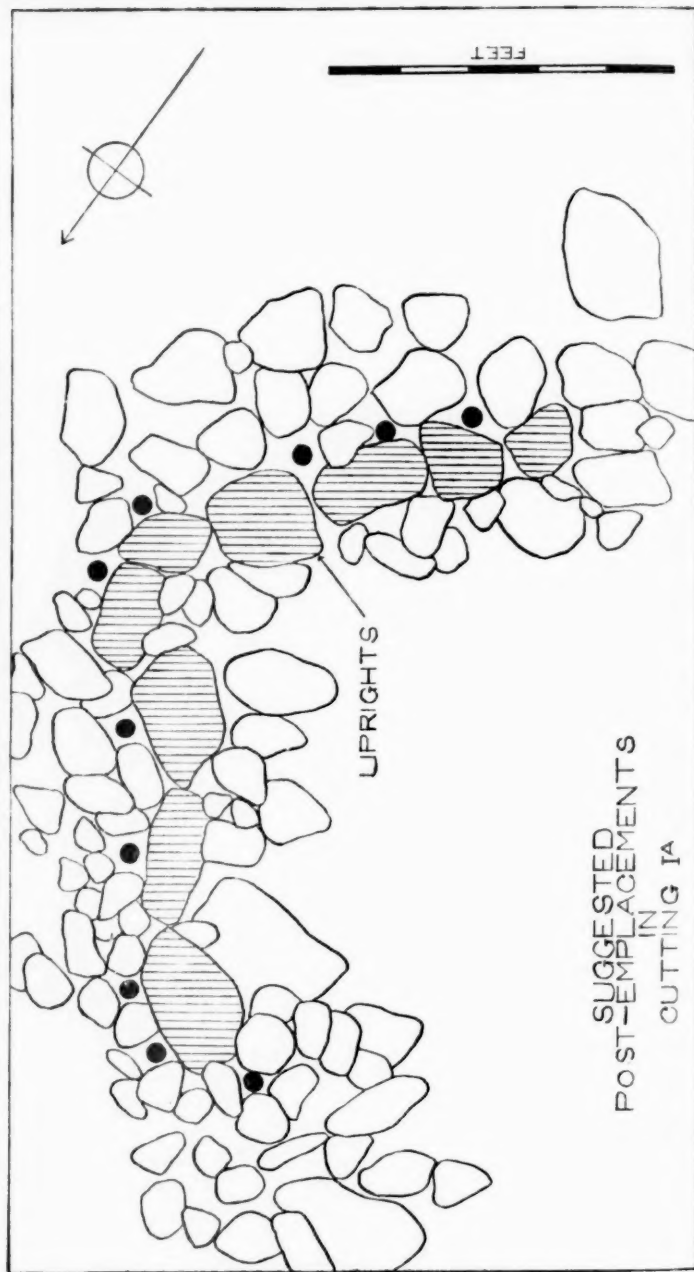 FEET
UPRIGHTS
SUGGESTED
POST-EMPLACEMENTS
IN
CUTTING IA